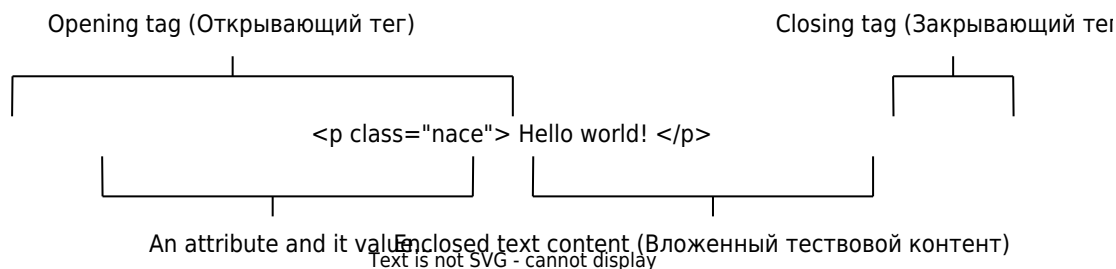 Opening tag (Открывающий тег)
Closing tag (Закрывающий тег
<p class="nace"> Hello world! </p>
An attribute and it value...
Enclosed text content (Вложенный тествовой контент)
Text is not SVG - cannot display